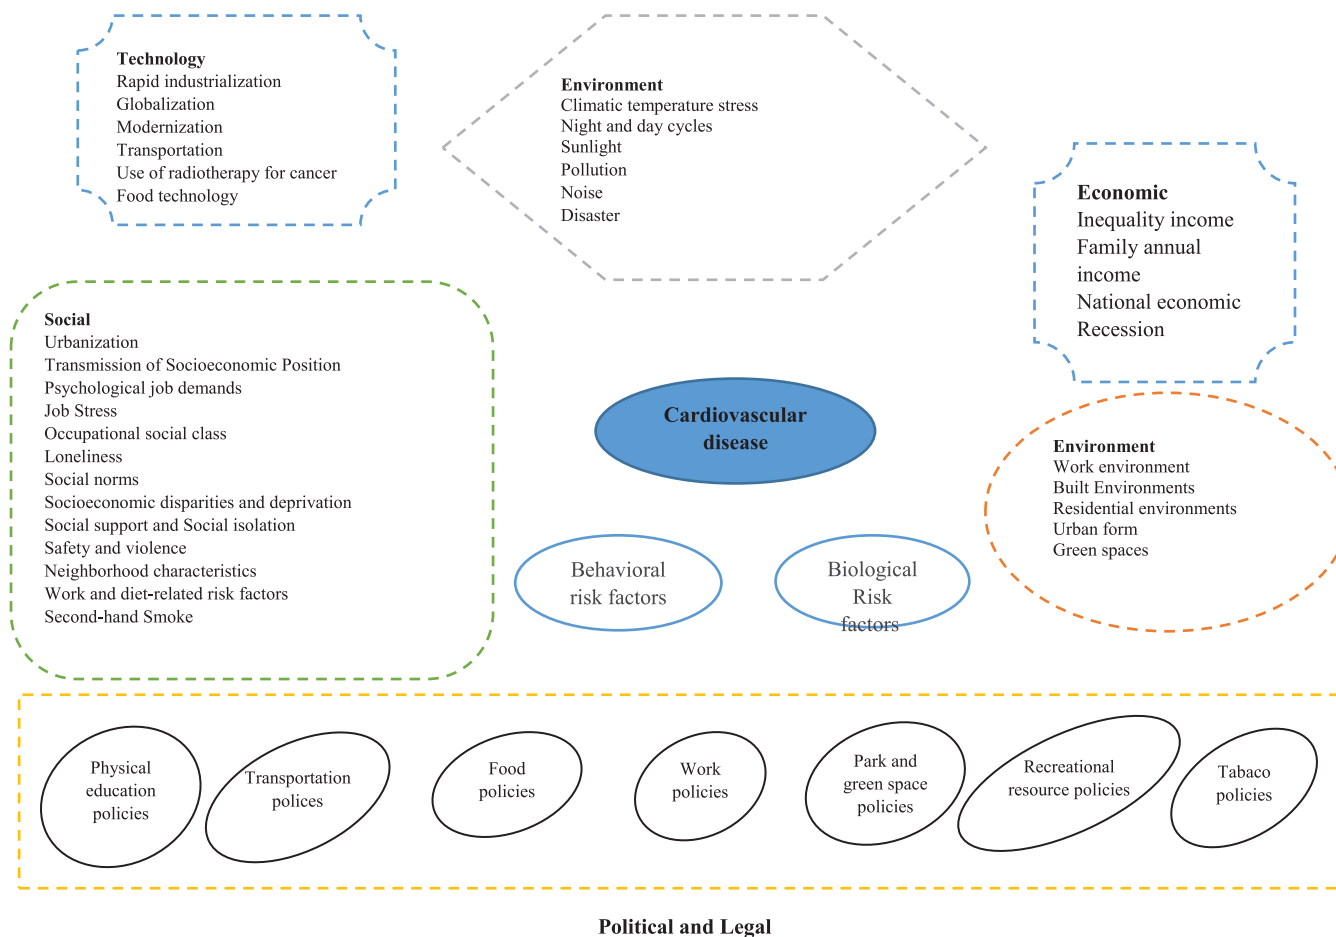 Technology
Rapid industrialization
Globalization
Modernization
Transportation
Use of radiotherapy for cancer
Food technology
Environment
Climatic temperature stress
Night and day cycles
Sunlight
Pollution
Noise
Disaster
Economic
Inequality income
Family annual
income
National economic
Recession
Social
Urbanization
Transmission of Socioeconomic Position
Psychological job demands
Job Stress
Occupational social class
Loneliness
Social norms
Socioeconomic disparities and deprivation
Social support and Social isolation
Safety and violence
Neighborhood characteristics
Work and diet-related risk factors
Second-hand Smoke
Cardiovascular
disease
Environment
Work environment
Built Environments
Residential environments
Urban form
Green spaces
Behavioral
risk factors
Biological
Risk
factors
Physical
education
policies
Transportation
polices
Food
policies
Work
policies
Park and
green space
policies
Recreational
resource policies
Tabaco
policies
Political and Legal